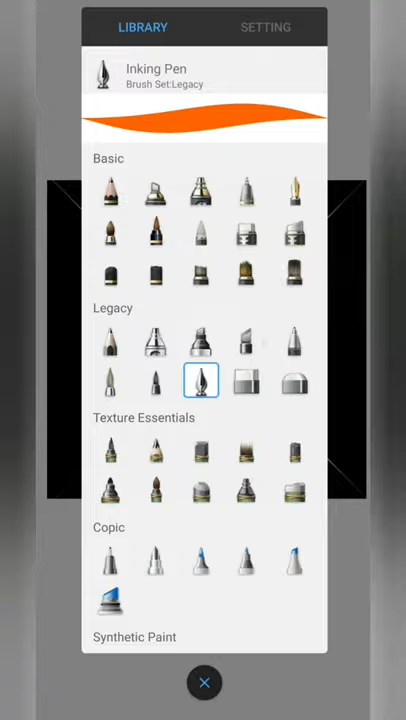 LIBRARY
SETTING
Inking Pen
Brush Set:Legacy
Basic
Legacy
Texture Essentials
Copic
Synthetic Paint